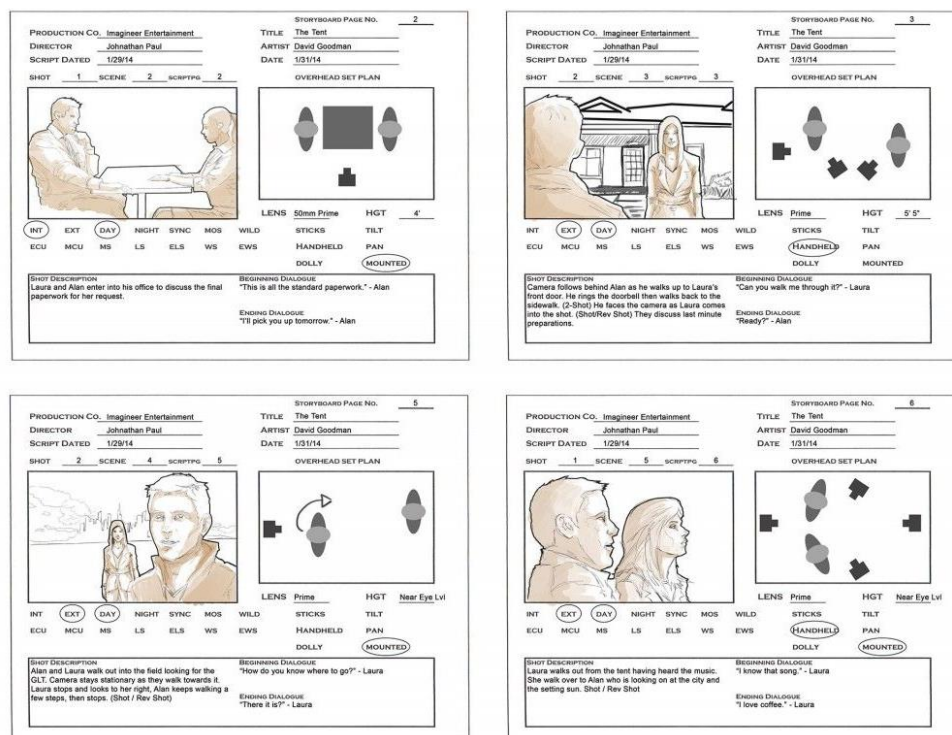 STORYBOARD PAGE NO. 2
PRODUCTION CO. Imagineer Entertainment TITLE The Tent
DIRECTOR Johnathan Paul ARTIST David Goodman
SCRIPT DATED 1/29/14 DATE 1/31/14
SHOT 1 SCENE 2 SCRIPTPG 2 OVERHEAD SET PLAN
LENS 50mm Prime HGT 4'
INT EXT DAY NIGHT SYNC MOS WILD STICKS TILT
ECU MCU MS LS ELS WS EWS HANDHELD PAN
DOLLY MOUNTED
SHOT DESCRIPTION BEGINNING DIALOGUE
Laura and Alan enter into his office to discuss the final "This is all the standard paperwork." - Alan
paperwork for her request.
ENDING DIALOGUE
"I'll pick you up tomorrow." - Alan
STORYBOARD PAGE NO. 3
PRODUCTION CO. Imagineer Entertainment TITLE The Tent
DIRECTOR Johnathan Paul ARTIST David Goodman
SCRIPT DATED 1/29/14 DATE 1/31/14
SHOT 2 SCENE 3 SCRIPTPG 3 OVERHEAD SET PLAN
LENS Prime HGT 5' 5"
INT EXT DAY NIGHT SYNC MOS WILD STICKS TILT
ECU MCU MS LS ELS WS EWS HANDHELD PAN
DOLLY MOUNTED
SHOT DESCRIPTION BEGINNING DIALOGUE
Camera follows behind Alan as he walks up to Laura's "Can you walk me through it?" - Laura
front door. He rings the doorbell then walks back to the
sidewalk. (2-Shot) He faces the camera as Laura comes
into the shot. (Shot/Rev Shot) They discuss last minute ENDING DIALOGUE
preparations. "Ready?" - Alan
STORYBOARD PAGE NO. 5
PRODUCTION CO. Imagineer Entertainment TITLE The Tent
DIRECTOR Johnathan Paul ARTIST David Goodman
SCRIPT DATED 1/29/14 DATE 1/31/14
SHOT 2 SCENE 4 SCRIPTPG 5 OVERHEAD SET PLAN
LENS Prime HGT Near Eye Lvl
INT EXT DAY NIGHT SYNC MOS WILD STICKS TILT
ECU MCU MS LS ELS WS EWS HANDHELD PAN
DOLLY MOUNTED
SHOT DESCRIPTION BEGINNING DIALOGUE
Alan and Laura walk out into the field looking for the "How do you know where to go?" - Laura
GLT. Camera stays stationary as they walk towards it.
Laura stops and looks to her right, Alan keeps walking a
few steps, then stops. (Shot / Rev Shot) ENDING DIALOGUE
"There it is?" - Laura
STORYBOARD PAGE NO. 6
PRODUCTION CO. Imagineer Entertainment TITLE The Tent
DIRECTOR Johnathan Paul ARTIST David Goodman
SCRIPT DATED 1/29/14 DATE 1/31/14
SHOT 1 SCENE 5 SCRIPTPG 6 OVERHEAD SET PLAN
LENS Prime HGT Near Eye Lvl
INT EXT DAY NIGHT SYNC MOS WILD STICKS TILT
ECU MCU MS LS ELS WS EWS HANDHELD PAN
DOLLY MOUNTED
SHOT DESCRIPTION BEGINNING DIALOGUE
Laura walks out from the tent having heard the music. "I know that song." - Laura
She walk over to Alan who is looking on at the city and
the setting sun. Shot / Rev Shot
ENDING DIALOGUE
"I love coffee." - Laura